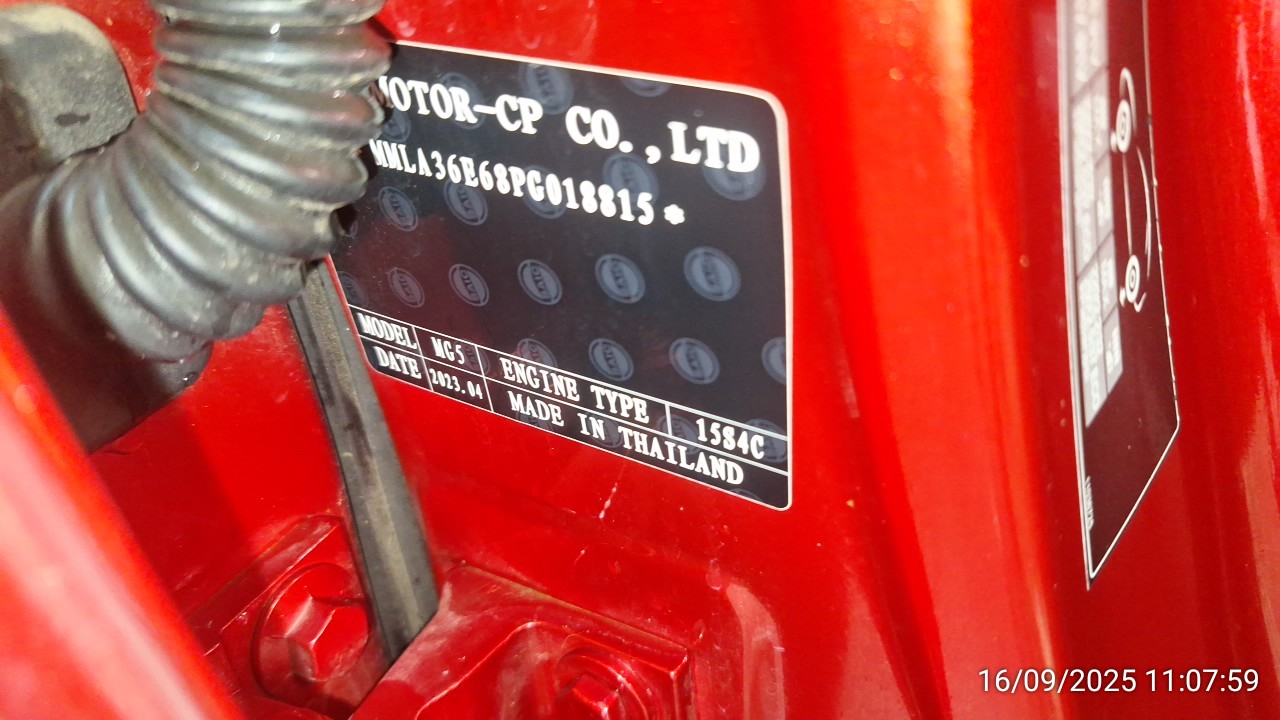 MOTOR-CP CO.,LTD
MMLA36E68PG018815*
MODEL MG5 ENGINE TYPE 15S4C
DATE 2023.04 MADE IN THAILAND
16/09/2025 11:07:59